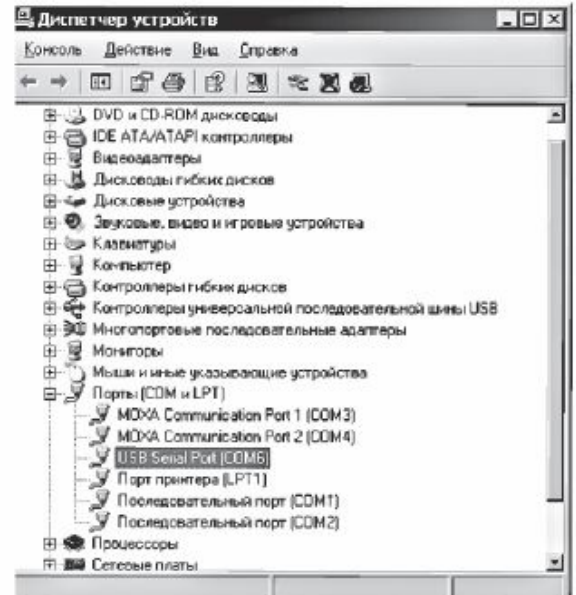 Диспетчер устройств
Консоль Действие Вид Справка
DVD и CD-ROM дисководы
IDE ATA/ATAPI контроллеры
Видеоадаптеры
Дисководы гибких дисков
Дисковые устройства
Звуковые, видео и игровые устройства
Клавиатуры
Компьютер
Контроллеры гибких дисков
Контроллеры универсальной последовательной шины USB
Многопортовые последовательные адаптеры
Мониторы
Мыши и иные указывающие устройства
Порты (COM и LPT)
MOXA Communication Port 1 (COM3)
MOXA Communication Port 2 (COM4)
USB Serial Port (COM6)
Порт принтера (LPT1)
Последовательный порт (COM1)
Последовательный порт (COM2)
Процессоры
Сетевые платы